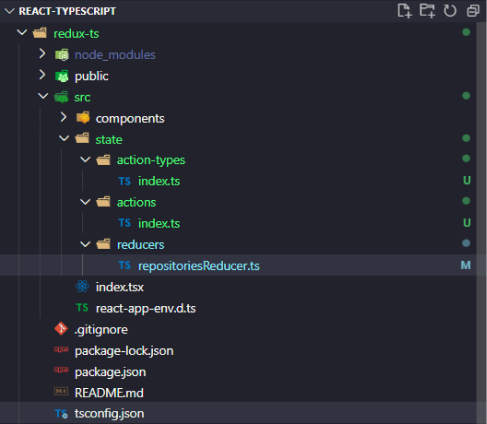 REACT-TYPESCRIPT
redux-ts
node_modules
public
src
components
state
action-types
TS index.ts U
actions
TS index.ts U
reducers
TS repositoriesReducer.ts M
index.tsx
TS react-app-env.d.ts
.gitignore
package-lock.json
package.json
README.md
TS tsconfig.json